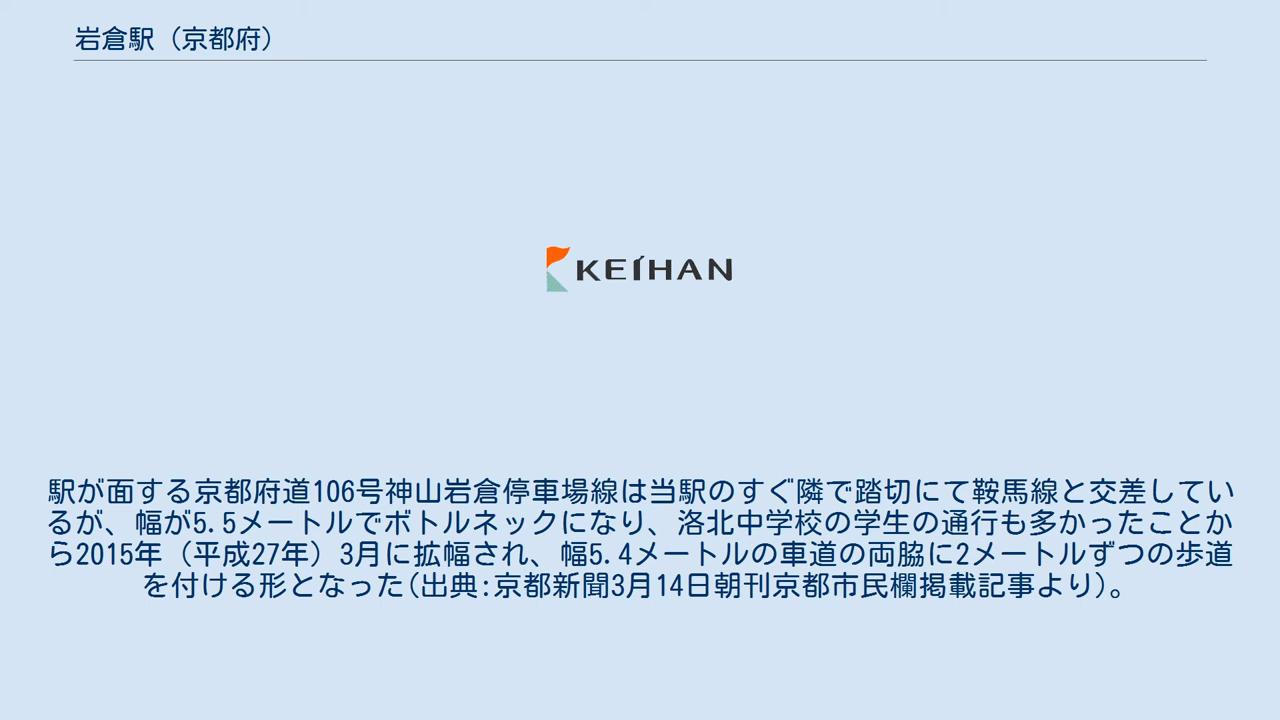 岩倉駅（京都府）
KEIHAN
駅が面する京都府道106号神山岩倉停車場線は当駅のすぐ隣で踏切にて鞍馬線と交差してい
るが、幅が5.5メートルでボトルネックになり、洛北中学校の学生の通行も多かったことか
ら2015年（平成27年）3月に拡幅され、幅5.4メートルの車道の両脇に2メートルずつの歩道
を付ける形となった(出典:京都新聞3月14日朝刊京都市民欄掲載記事より)。